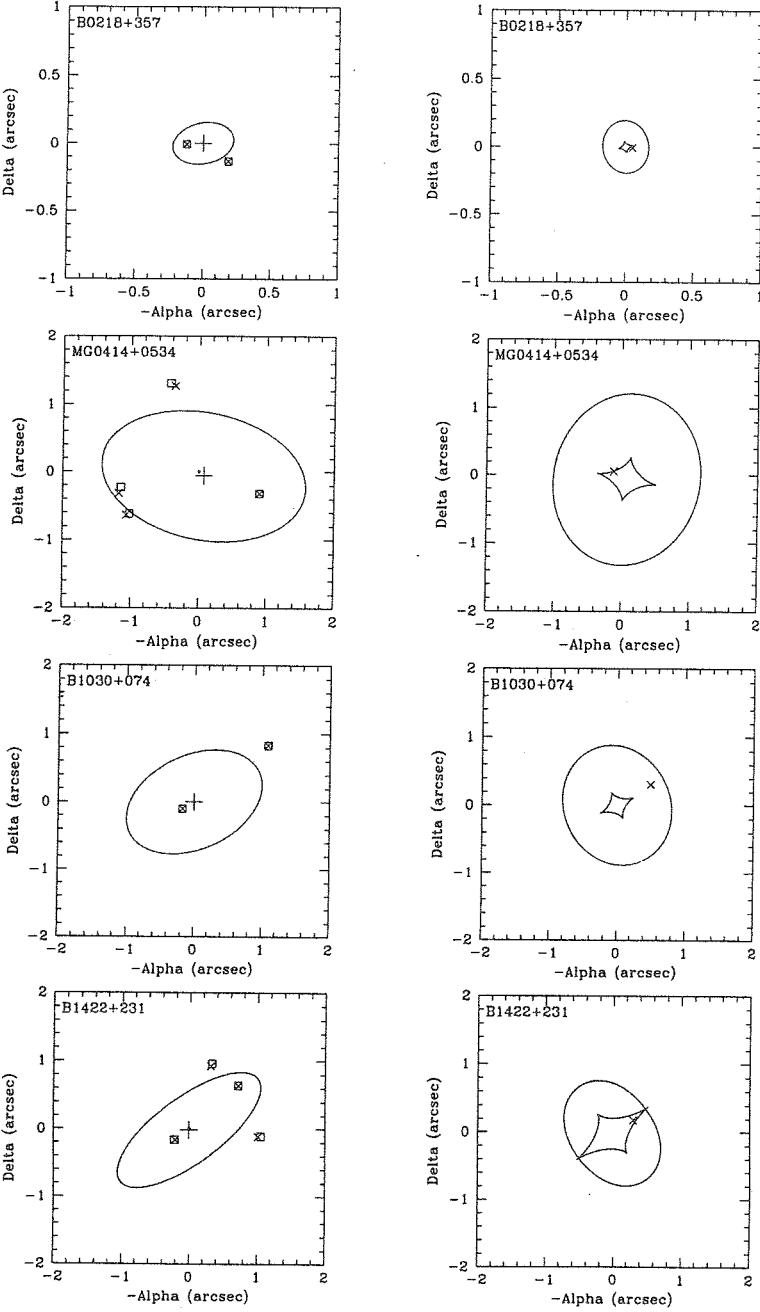 B0218+357
1
0.5
0
−0.5
−1
Delta (arcsec)
−1 −0.5 0 0.5 1
−Alpha (arcsec)
B0218+357
1
0.5
0
−0.5
−1
Delta (arcsec)
−1 −0.5 0 0.5 1
−Alpha (arcsec)
MG0414+0534
2
1
0
−1
−2
Delta (arcsec)
−2 −1 0 1 2
−Alpha (arcsec)
MG0414+0534
2
1
0
−1
−2
Delta (arcsec)
−2 −1 0 1 2
−Alpha (arcsec)
B1030+074
2
1
0
−1
−2
Delta (arcsec)
−2 −1 0 1 2
−Alpha (arcsec)
B1030+074
2
1
0
−1
−2
Delta (arcsec)
−2 −1 0 1 2
−Alpha (arcsec)
B1422+231
2
1
0
−1
−2
Delta (arcsec)
−2 −1 0 1 2
−Alpha (arcsec)
B1422+231
2
1
0
−1
−2
Delta (arcsec)
−2 −1 0 1 2
−Alpha (arcsec)